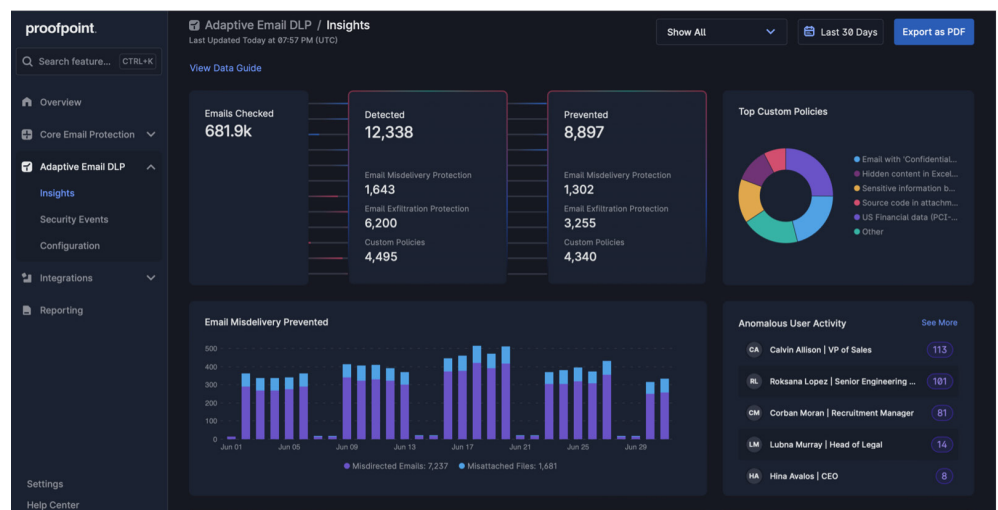 proofpoint.
Search feature... CTRL+K
Overview
Core Email Protection
Adaptive Email DLP
Insights
Security Events
Configuration
Integrations
Reporting
Settings
Help Center
Adaptive Email DLP / Insights
Last Updated Today at 07:57 PM (UTC)
Show All
Last 30 Days
Export as PDF
View Data Guide
Emails Checked
681.9k
Detected
12,338
Email Misdelivery Protection
1,643
Email Exfiltration Protection
6,200
Custom Policies
4,495
Prevented
8,897
Email Misdelivery Protection
1,302
Email Exfiltration Protection
3,255
Custom Policies
4,340
Top Custom Policies
Email with 'Confidential...
Hidden content in Excel...
Sensitive information b...
Source code in attachm...
US Financial data (PCI-...
Other
Email Misdelivery Prevented
500
400
300
200
100
0
Jun 01 Jun 05 Jun 09 Jun 13 Jun 17 Jun 21 Jun 25 Jun 29
Misdirected Emails: 7,237 Misattached Files: 1,681
Anomalous User Activity See More
CA Calvin Allison | VP of Sales 113
RL Roksana Lopez | Senior Engineering ... 101
CM Corban Moran | Recruitment Manager 81
LM Lubna Murray | Head of Legal 14
HA Hina Avalos | CEO 8